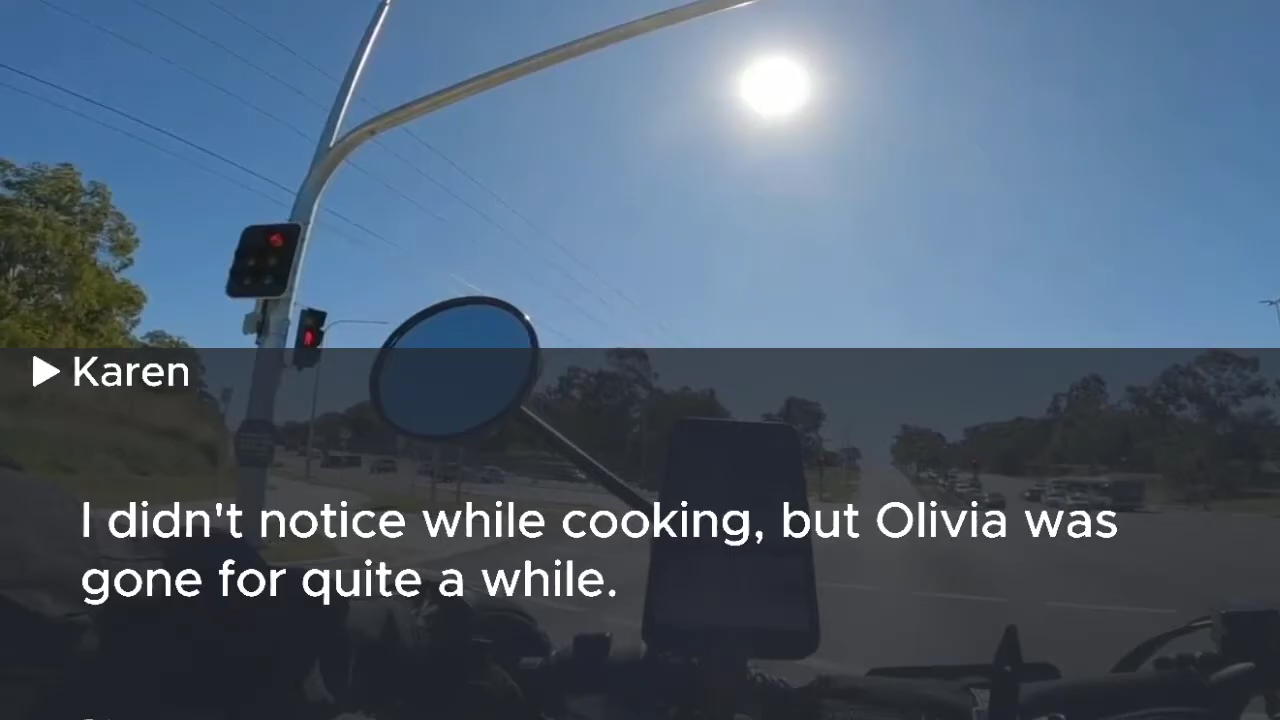 Karen
I didn't notice while cooking, but Olivia was
gone for quite a while.